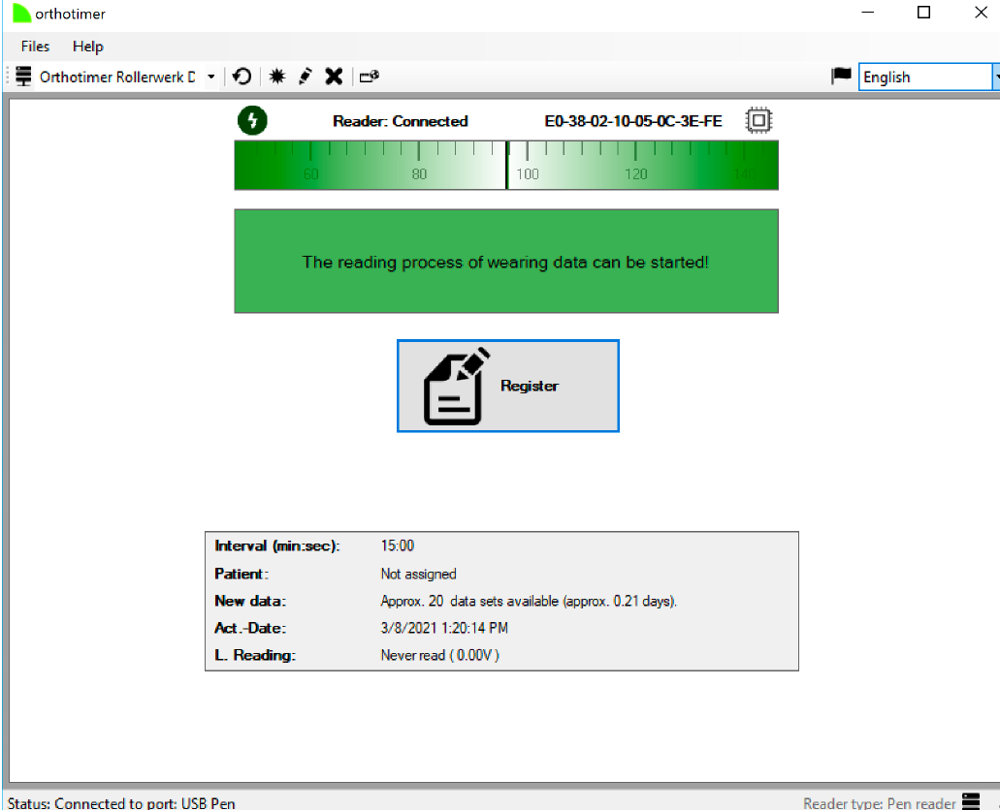 orthotimer
Files Help
Orthotimer Rollerwerk D English
Reader: Connected E0-38-02-10-05-0C-3E-FE
60 80 100 120 140
The reading process of wearing data can be started!
Register
Interval (min:sec): 15:00
Patient: Not assigned
New data: Approx. 20 data sets available (approx. 0.21 days).
Act.-Date: 3/8/2021 1:20:14 PM
L. Reading: Never read ( 0.00V )
Status: Connected to port: USB Pen Reader type: Pen reader